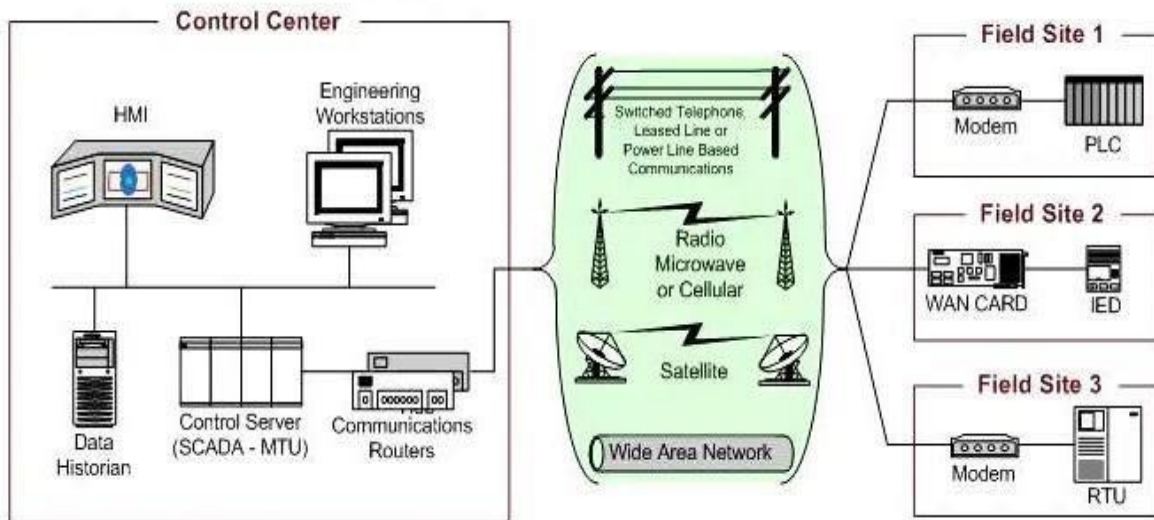 Control Center
HMI
Engineering
Workstations
Data
Historian
Control Server
(SCADA - MTU)
Communications
Routers
Switched Telephone,
Leased Line or
Power Line Based
Communications
Radio
Microwave
or Cellular
Satellite
Wide Area Network
Field Site 1
Modem
PLC
Field Site 2
WAN CARD
IED
Field Site 3
Modem
RTU